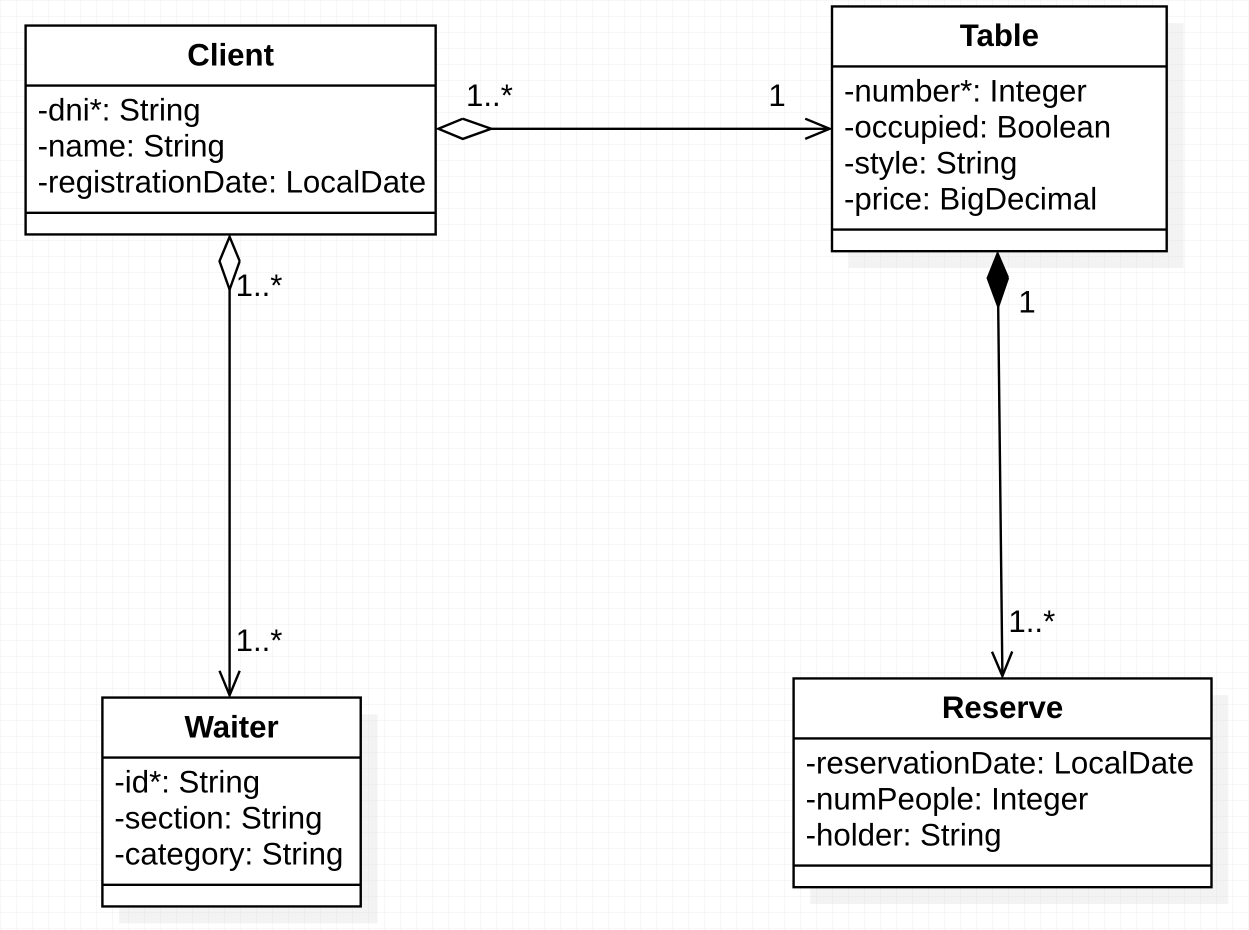 Client
-dni*: String
-name: String
-registrationDate: LocalDate
1..*
1
Table
-number*: Integer
-occupied: Boolean
-style: String
-price: BigDecimal
1..*
1
1..*
1..*
Waiter
-id*: String
-section: String
-category: String
Reserve
-reservationDate: LocalDate
-numPeople: Integer
-holder: String